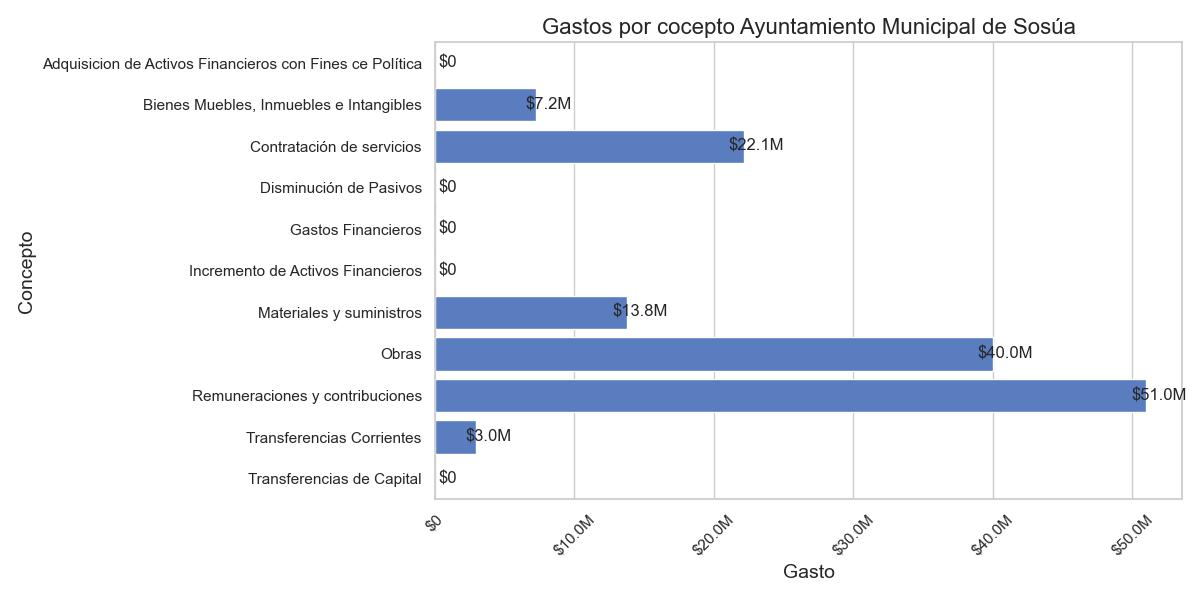 Gastos por cocepto Ayuntamiento Municipal de Sosúa
Concepto
Adquisicion de Activos Financieros con Fines ce Política $0
Bienes Muebles, Inmuebles e Intangibles $7.2M
Contratación de servicios $22.1M
Disminución de Pasivos $0
Gastos Financieros $0
Incremento de Activos Financieros $0
Materiales y suministros $13.8M
Obras $40.0M
Remuneraciones y contribuciones $51.0M
Transferencias Corrientes $3.0M
Transferencias de Capital $0
$0 $10.0M $20.0M $30.0M $40.0M $50.0M
Gasto